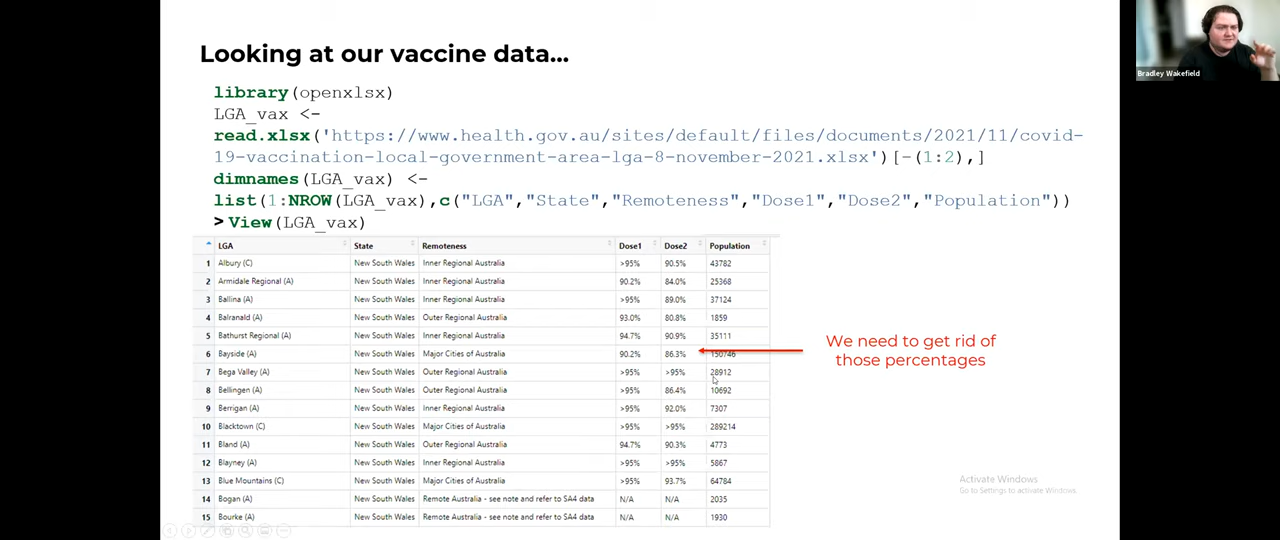 Looking at our vaccine data...
Bradley Wakefield
library(openxlsx)
LGA_vax <-
read.xlsx('https://www.health.gov.au/sites/default/files/documents/2021/11/covid-
19-vaccination-local-government-area-lga-8-november-2021.xlsx')[-(1:2),]
dimnames(LGA_vax) <-
list(1:NROW(LGA_vax),c("LGA","State","Remoteness","Dose1","Dose2","Population"))
> View(LGA_vax)
LGA State Remoteness Dose1 Dose2 Population
1 Albury (C) New South Wales Inner Regional Australia >95% 90.5% 43782
2 Armidale Regional (A) New South Wales Inner Regional Australia 90.2% 84.0% 25368
3 Ballina (A) New South Wales Inner Regional Australia >95% 89.0% 37124
4 Balranald (A) New South Wales Outer Regional Australia 93.0% 80.8% 1859
5 Bathurst Regional (A) New South Wales Inner Regional Australia 94.7% 90.9% 35111
6 Bayside (A) New South Wales Major Cities of Australia 90.2% 86.3% 150746
7 Bega Valley (A) New South Wales Outer Regional Australia >95% >95% 28912
8 Bellingen (A) New South Wales Outer Regional Australia >95% 86.4% 10692
9 Berrigan (A) New South Wales Inner Regional Australia >95% 92.0% 7307
10 Blacktown (C) New South Wales Major Cities of Australia >95% >95% 289214
11 Bland (A) New South Wales Outer Regional Australia 94.7% 90.3% 4773
12 Blayney (A) New South Wales Inner Regional Australia >95% >95% 5867
13 Blue Mountains (C) New South Wales Major Cities of Australia >95% 93.7% 64784
14 Bogan (A) New South Wales Remote Australia - see note and refer to SA4 data N/A N/A 2035
15 Bourke (A) New South Wales Remote Australia - see note and refer to SA4 data N/A N/A 1930
We need to get rid of
those percentages
Activate Windows
Go to Settings to activate Windows.